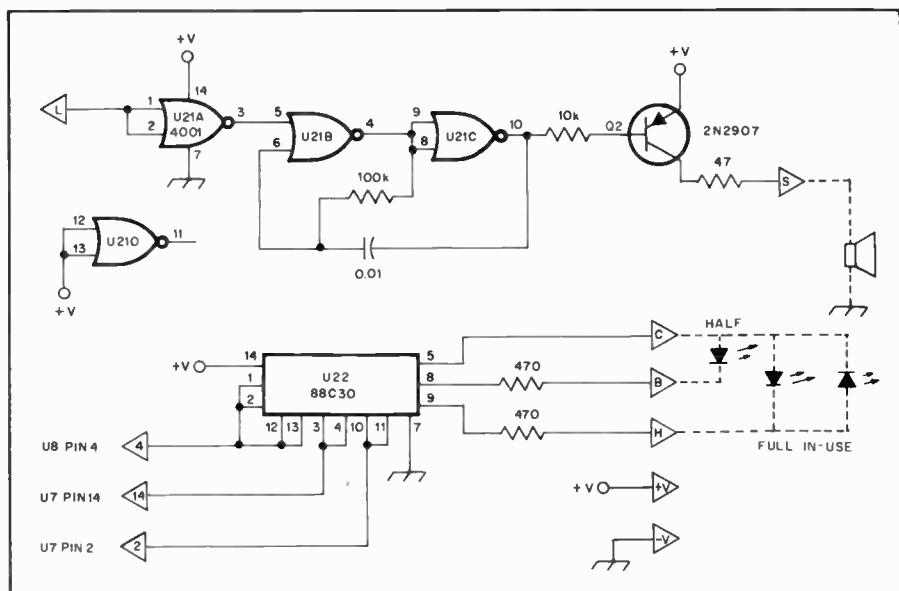 +V
+V
14
L
1
2
U21A
4001
3
7
5
6
U21B
4
9
8
U21C
10
10k
Q2
2N2907
47
S
100k
0.01
12
13
U21D
11
+V
+V
14
1
2
U22
88C30
5
8
9
12
13
3
4
10
11
7
470
470
C
B
H
HALF
FULL IN-USE
U8 PIN 4
4
U7 PIN 14
14
U7 PIN 2
2
+V
+V
-V